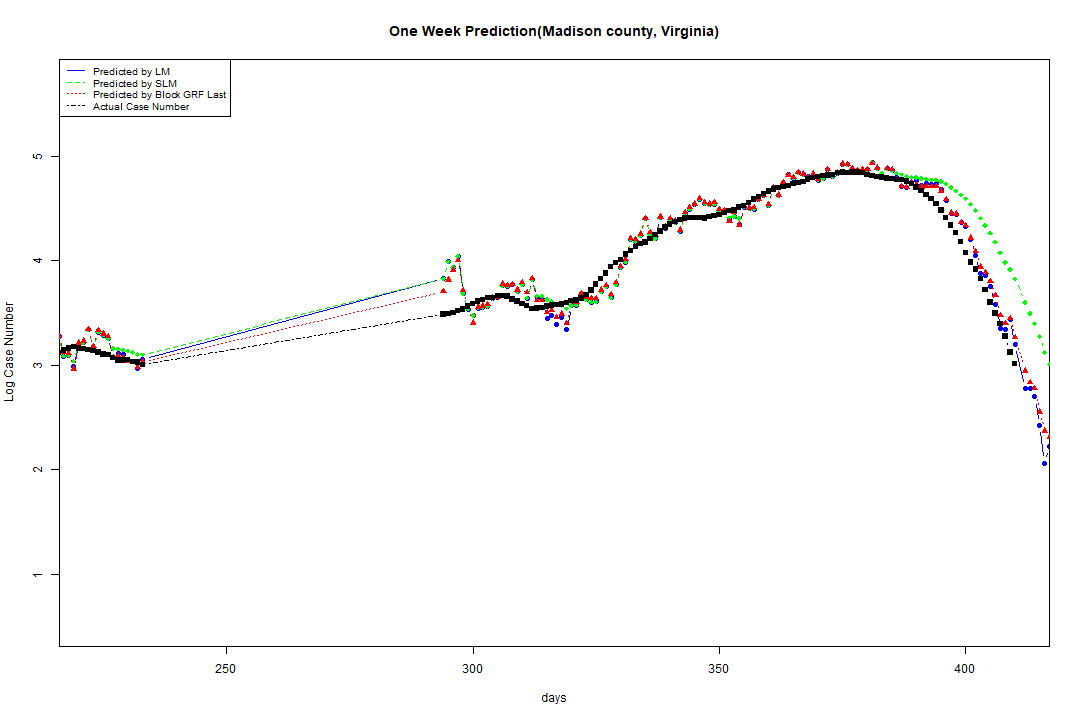 One Week Prediction(Madison county, Virginia)
Predicted by LM
Predicted by SLM
Predicted by Block GRF Last
Actual Case Number
Log Case Number
5
4
3
2
1
250
300
350
400
days